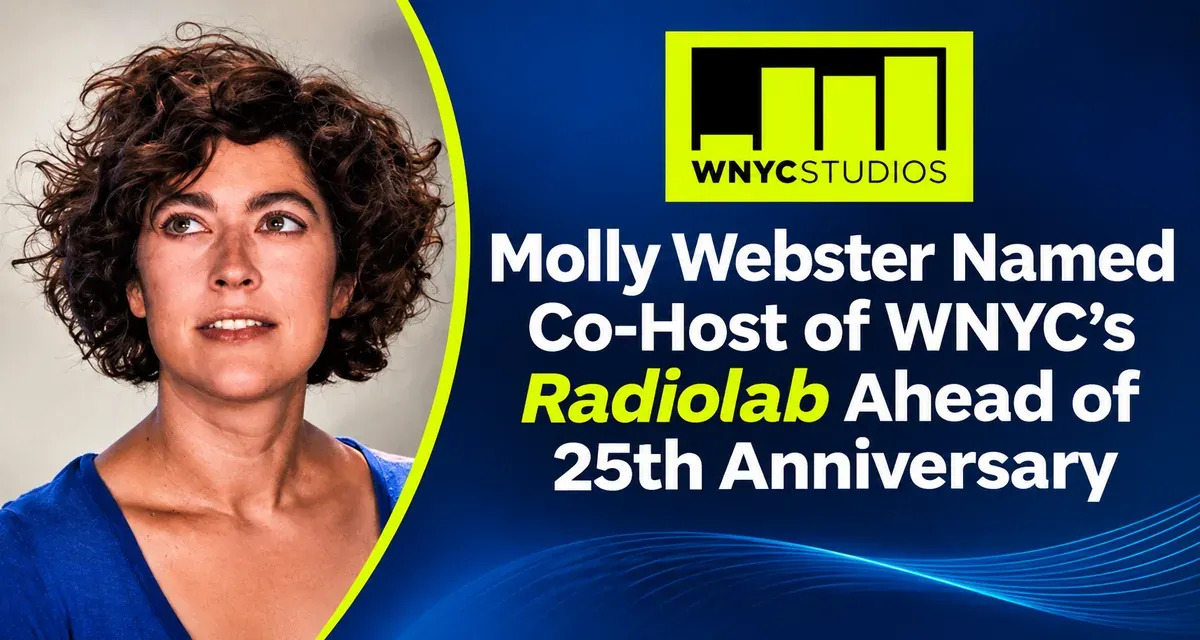 WNYCSTUDIOS
Molly Webster Named
Co-Host of WNYC’s
Radiolab Ahead of
25th Anniversary